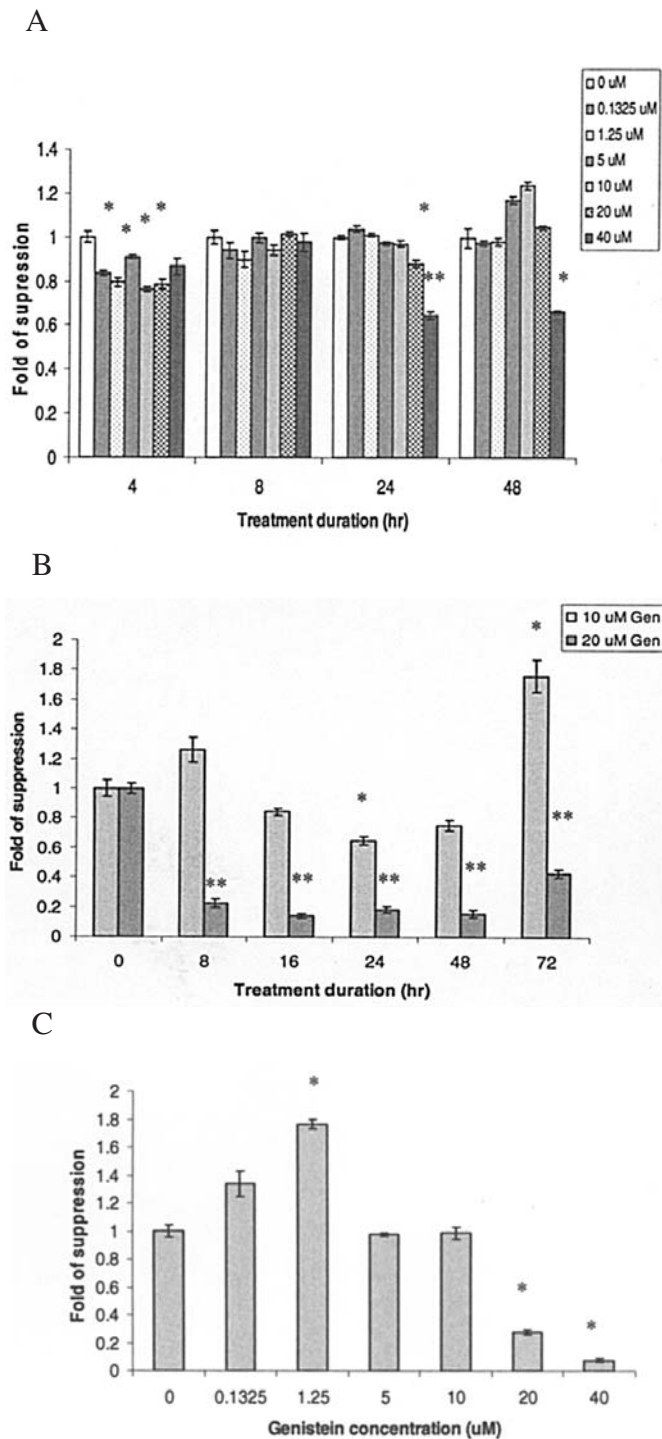 A
0 uM
0.1325 uM
1.25 uM
5 uM
10 uM
20 uM
40 uM
Fold of supression
1.4
1.2
1
0.8
0.6
0.4
0.2
0
* * * * * ** *
4 8 24 48
Treatment duration (hr)
B
10 uM Gen
20 uM Gen
Fold of suppression
2
1.8
1.6
1.4
1.2
1
0.8
0.6
0.4
0.2
0
** ** * ** ** * **
0 8 16 24 48 72
Treatment duration (hr)
C
Fold of suppression
2
1.8
1.6
1.4
1.2
1
0.8
0.6
0.4
0.2
0
* * *
0 0.1325 1.25 5 10 20 40
Genistein concentration (uM)